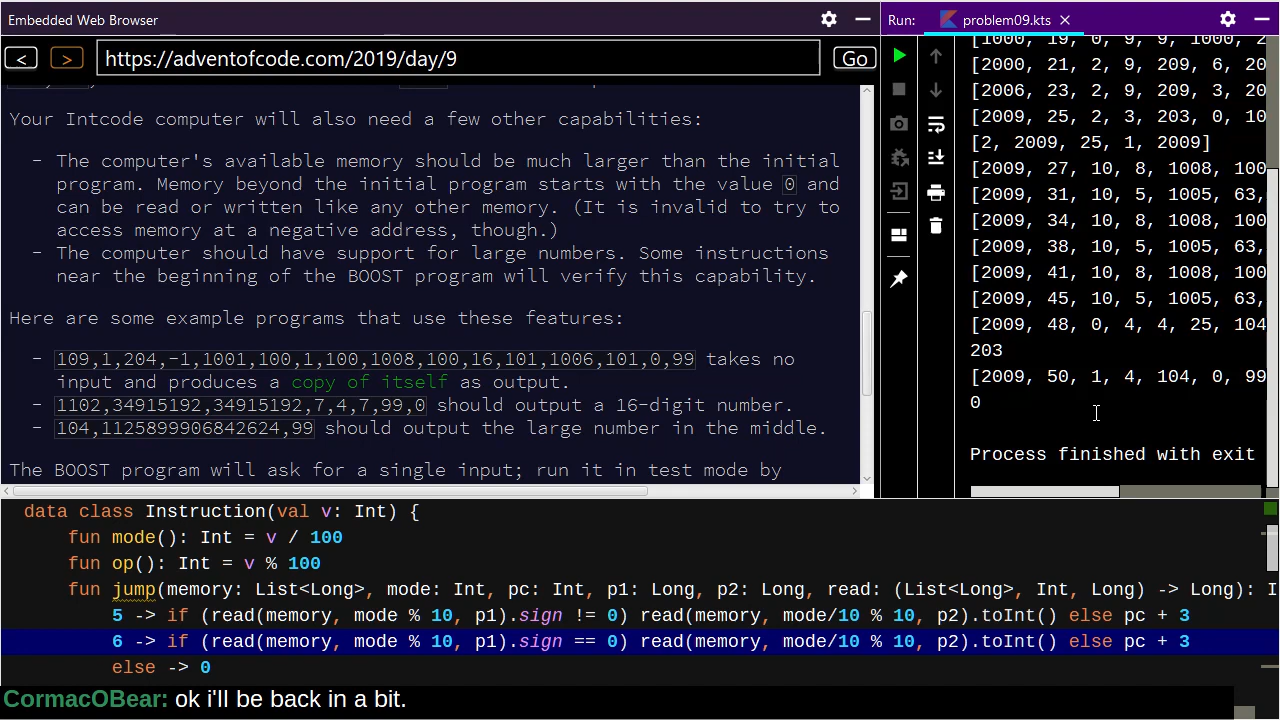 Embedded Web Browser
< > https://adventofcode.com/2019/day/9 Go
Your Intcode computer will also need a few other capabilities:
- The computer's available memory should be much larger than the initial
program. Memory beyond the initial program starts with the value 0 and
can be read or written like any other memory. (It is invalid to try to
access memory at a negative address, though.)
- The computer should have support for large numbers. Some instructions
near the beginning of the BOOST program will verify this capability.
Here are some example programs that use these features:
- 109,1,204,-1,1001,100,1,100,1008,100,16,101,1006,101,0,99 takes no
input and produces a copy of itself as output.
- 1102,34915192,34915192,7,4,7,99,0 should output a 16-digit number.
- 104,1125899906842624,99 should output the large number in the middle.
The BOOST program will ask for a single input; run it in test mode by
Run: problem09.kts
[1000, 19, 0, 9, 9, 1000, 2
[2000, 21, 2, 9, 209, 6, 20
[2006, 23, 2, 9, 209, 3, 20
[2009, 25, 2, 3, 203, 0, 10
[2, 2009, 25, 1, 2009]
[2009, 27, 10, 8, 1008, 100
[2009, 31, 10, 5, 1005, 63,
[2009, 34, 10, 8, 1008, 100
[2009, 38, 10, 5, 1005, 63,
[2009, 41, 10, 8, 1008, 100
[2009, 45, 10, 5, 1005, 63,
[2009, 48, 0, 4, 4, 25, 104
203
[2009, 50, 1, 4, 104, 0, 99
0
Process finished with exit
data class Instruction(val v: Int) {
fun mode(): Int = v / 100
fun op(): Int = v % 100
fun jump(memory: List<Long>, mode: Int, pc: Int, p1: Long, p2: Long, read: (List<Long>, Int, Long) -> Long): I
5 -> if (read(memory, mode % 10, p1).sign != 0) read(memory, mode/10 % 10, p2).toInt() else pc + 3
6 -> if (read(memory, mode % 10, p1).sign == 0) read(memory, mode/10 % 10, p2).toInt() else pc + 3
else -> 0
CormacOBear: ok i'll be back in a bit.